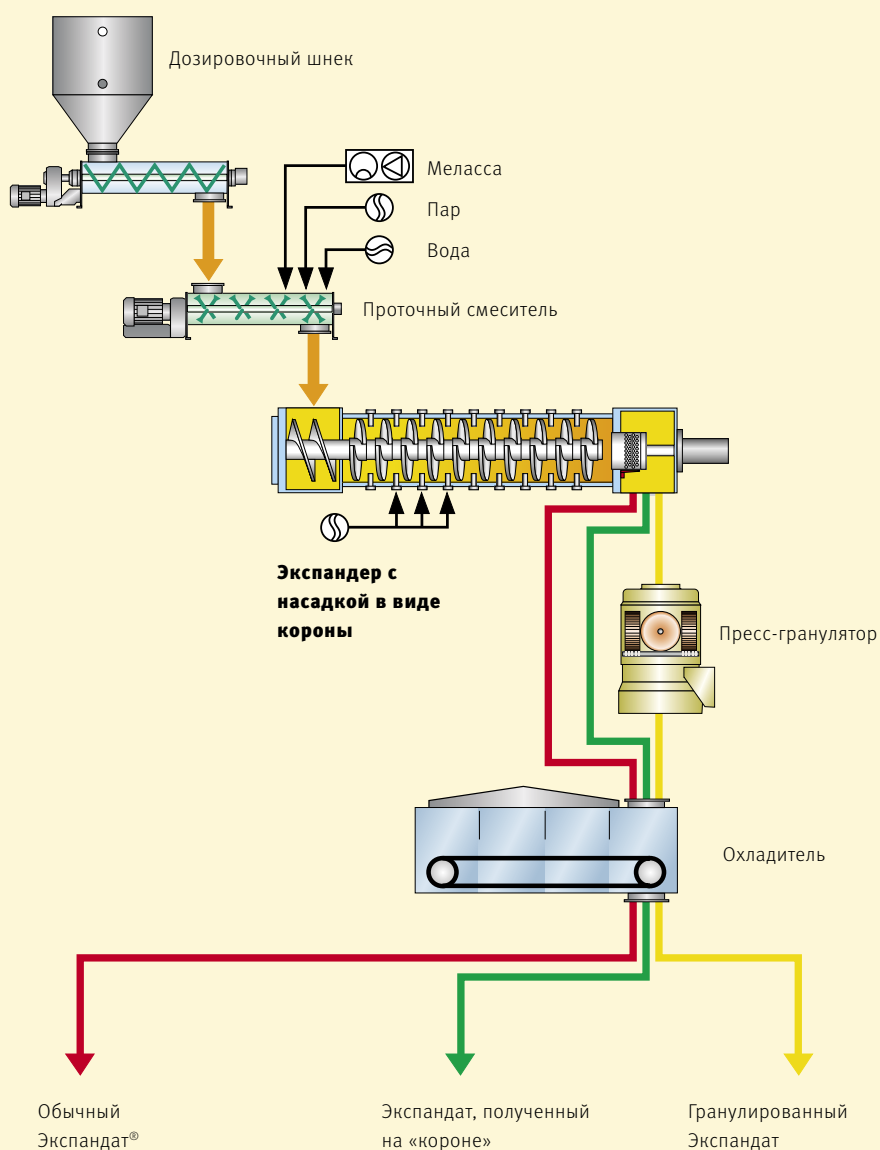 Дозировочный шнек
Меласса
Пар
Вода
Проточный смеситель
Экспандер с
насадкой в виде
короны
Пресс-гранулятор
Охладитель
Обычный
Экспандат®
Экспандат, полученный
на «короне»
Гранулированный
Экспандат